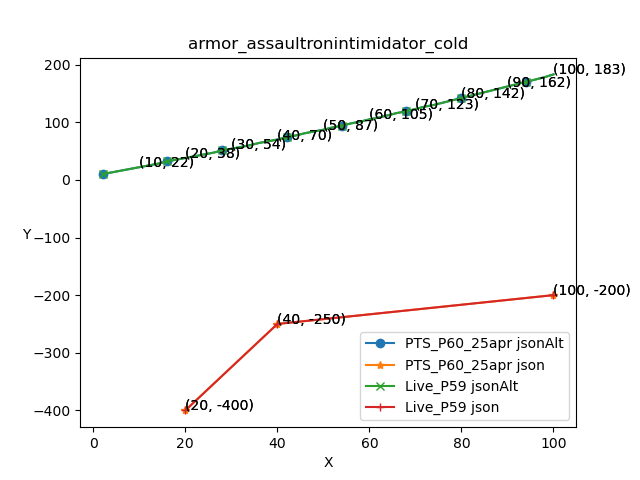 armor_assaultronintimidator_cold
200
100
0
−100
−200
−300
−400
Y
(10, 22)
(20, 38)
(30, 54)
(40, 70)
(50, 87)
(60, 105)
(70, 123)
(80, 142)
(90, 162)
(100, 183)
(20, -400)
(40, -250)
(100, -200)
PTS_P60_25apr jsonAlt
PTS_P60_25apr json
Live_P59 jsonAlt
Live_P59 json
0 20 40 60 80 100
X